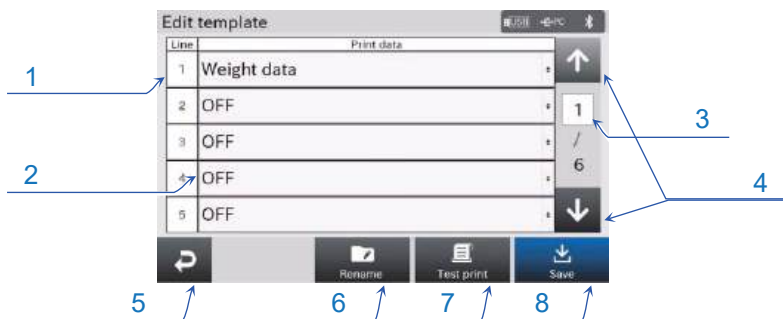 Edit template
USB PC
Line Print data
1 Weight data
2 OFF
3 OFF
4 OFF
5 OFF
1
/
6
Rename Test print Save
1
2
3
4
5 6 7 8